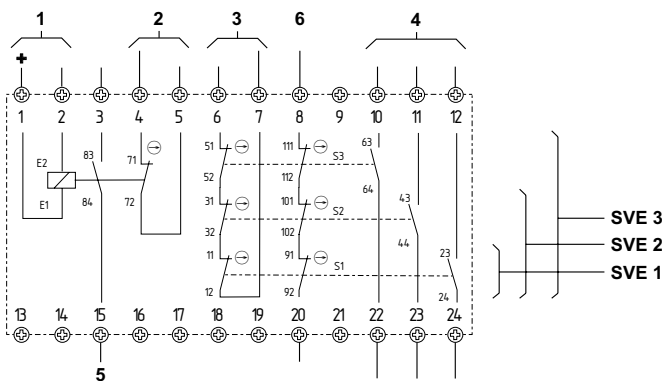 1 2 3 6 4
+
1 2 3 4 5 6 7 8 9 10 11 12
83 71 51 111 63
E2 S3
52 112 64
E1 84 72 31 101 43
S2
32 102 44
11 91 23
S1
12 92 24
SVE 3
SVE 2
SVE 1
13 14 15 16 17 18 19 20 21 22 23 24
5